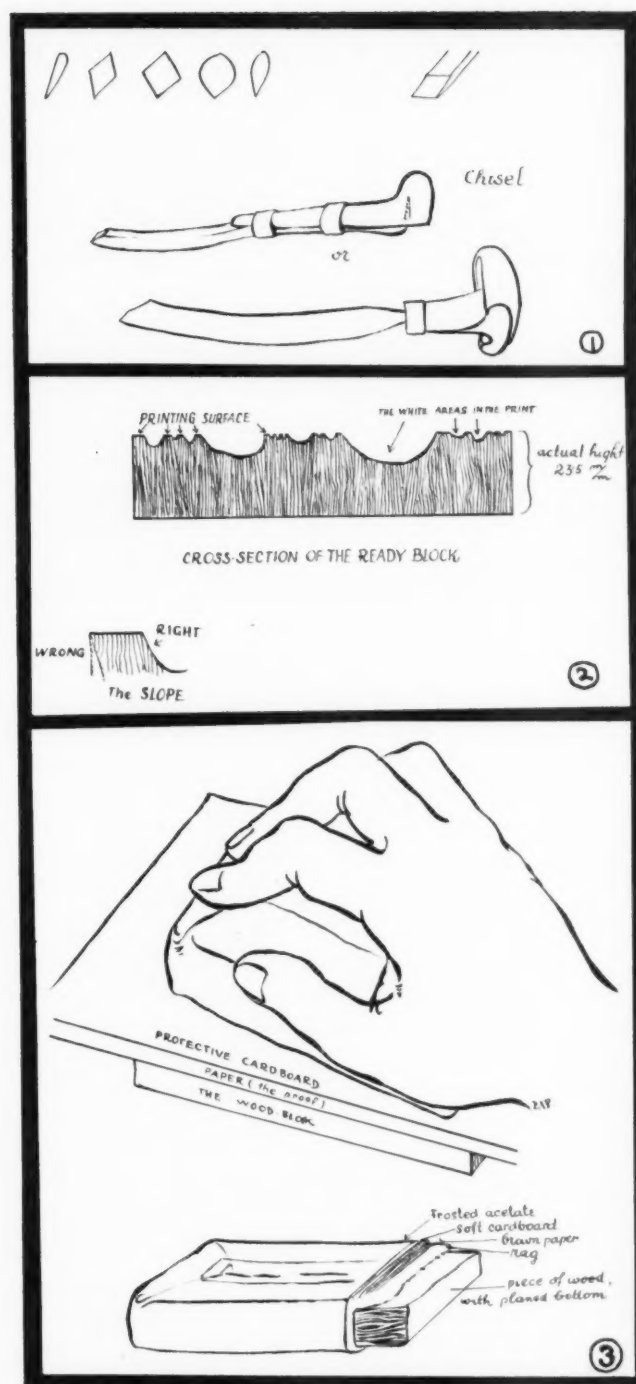 Chisel
or
1
PRINTING SURFACE
THE WHITE AREAS IN THE PRINT
actual hight
235 m/m
CROSS-SECTION OF THE READY BLOCK
WRONG
RIGHT
The SLOPE
2
PROTECTIVE CARDBOARD
PAPER (the proof)
THE WOOD-BLOK
Frosted acetate
soft cardboard
brown paper
rag
piece of wood,
with planed bottom
3